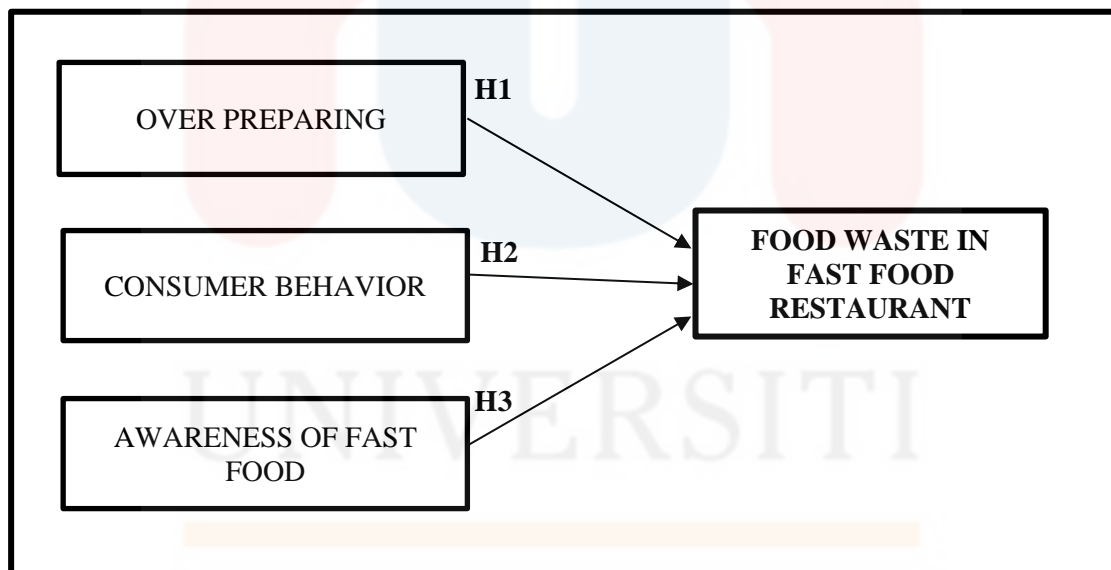 OVER PREPARING
H1
CONSUMER BEHAVIOR
H2
AWARENESS OF FAST
FOOD
H3
FOOD WASTE IN
FAST FOOD
RESTAURANT
UNIVERSITI